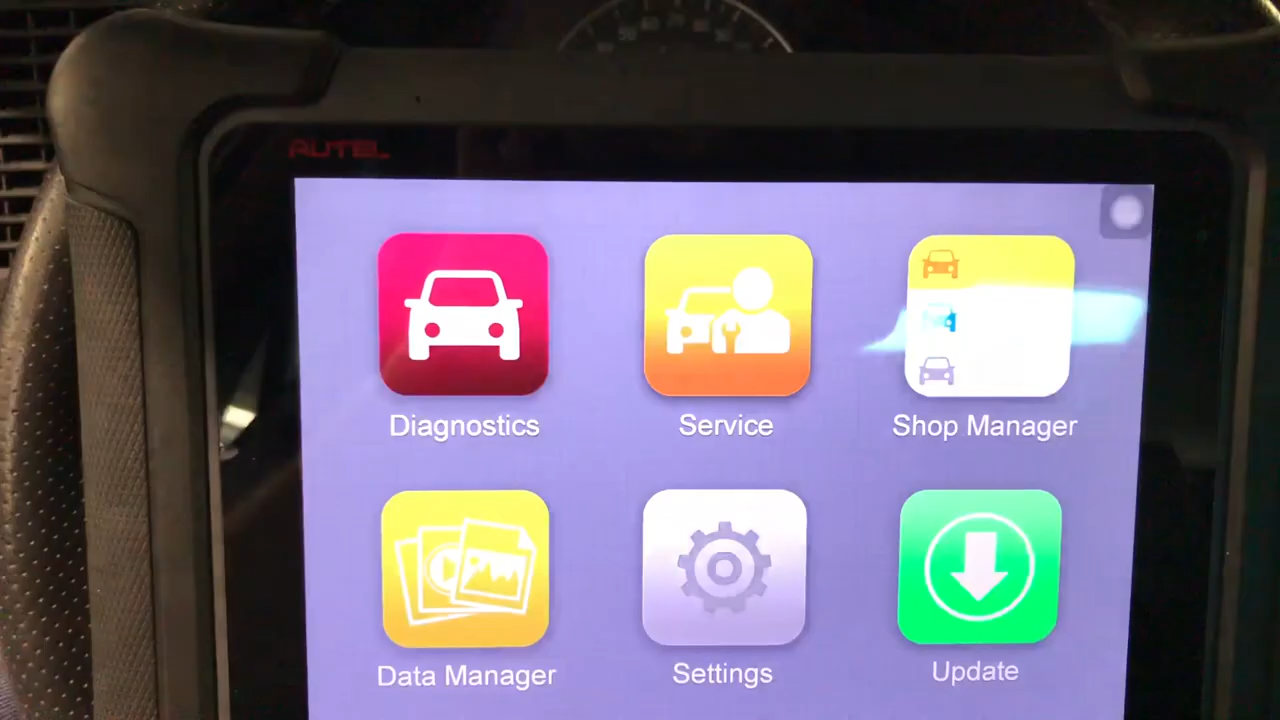 AUTEL
Diagnostics
Service
Shop Manager
Data Manager
Settings
Update